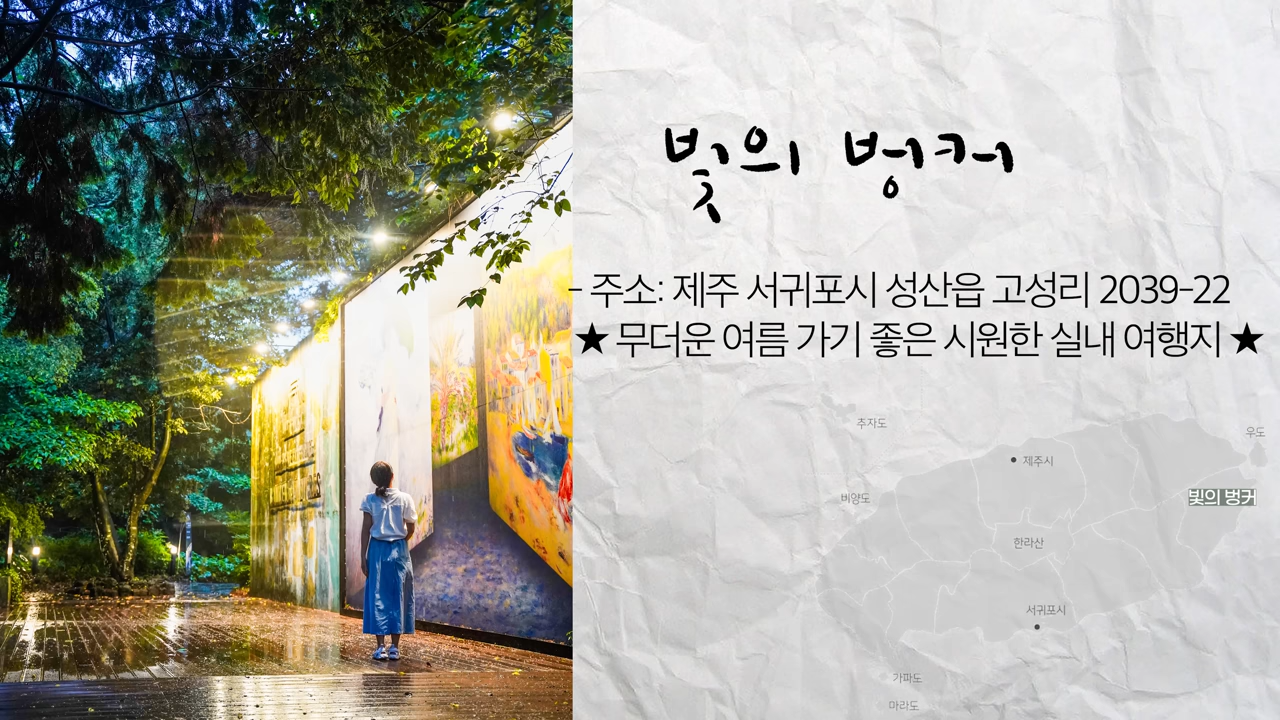 빛의 벙커
- 주소: 제주 서귀포시 성산읍 고성리 2039-22
★ 무더운 여름 가기 좋은 시원한 실내 여행지 ★
추자도
우도
제주시
비양도
빛의 벙커
한라산
서귀포시
가파도
마라도